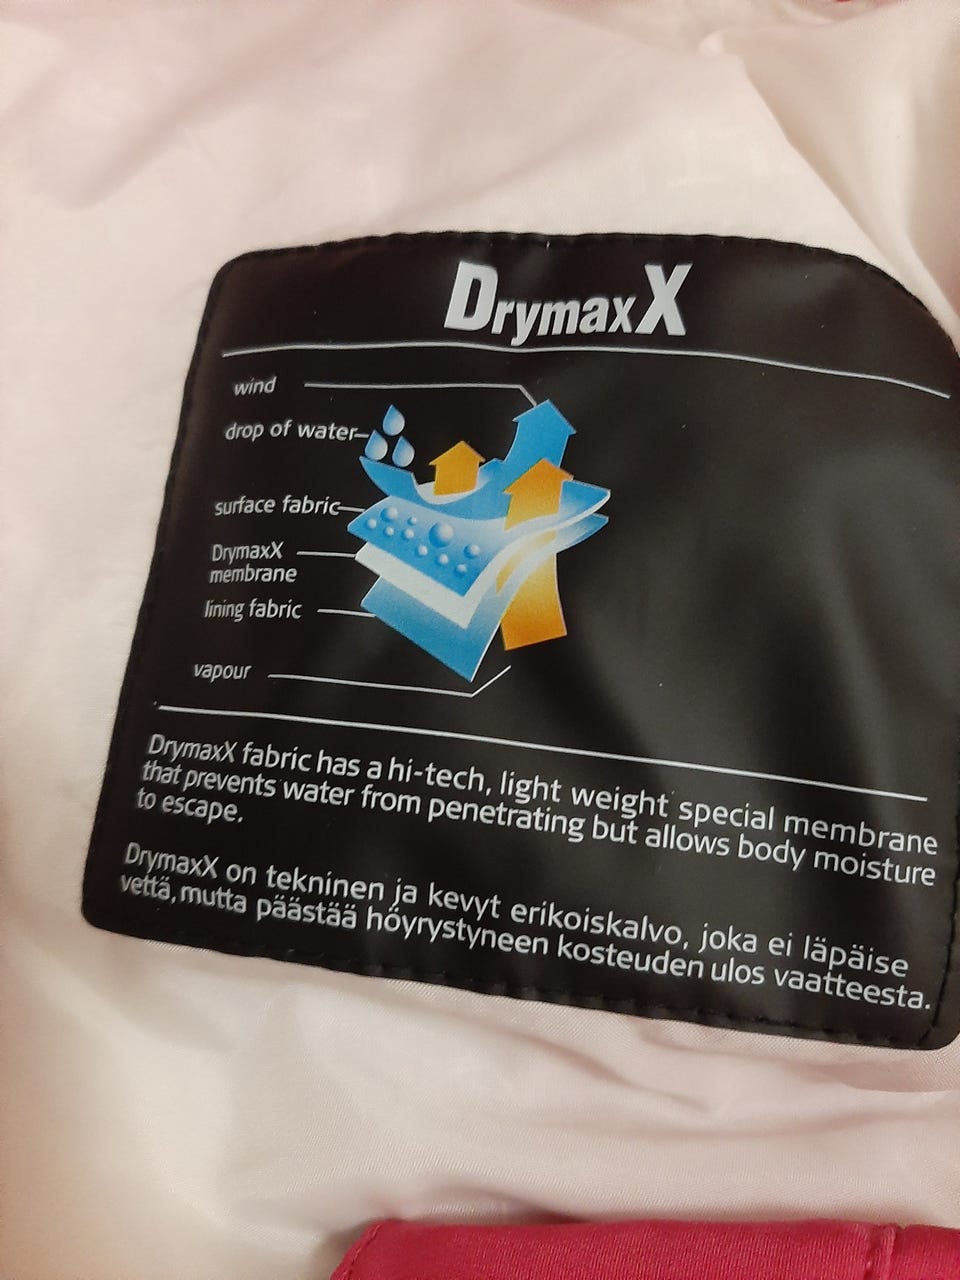 DrymaxX
wind
drop of water
surface fabric
DrymaxX
membrane
lining fabric
vapour
DrymaxX fabric has a hi-tech, light weight special membrane
that prevents water from penetrating but allows body moisture
to escape.
DrymaxX on tekninen ja kevyt erikoiskalvo, joka ei läpäise
vettä, mutta päästää höyrystyneen kosteuden ulos vaatteesta.